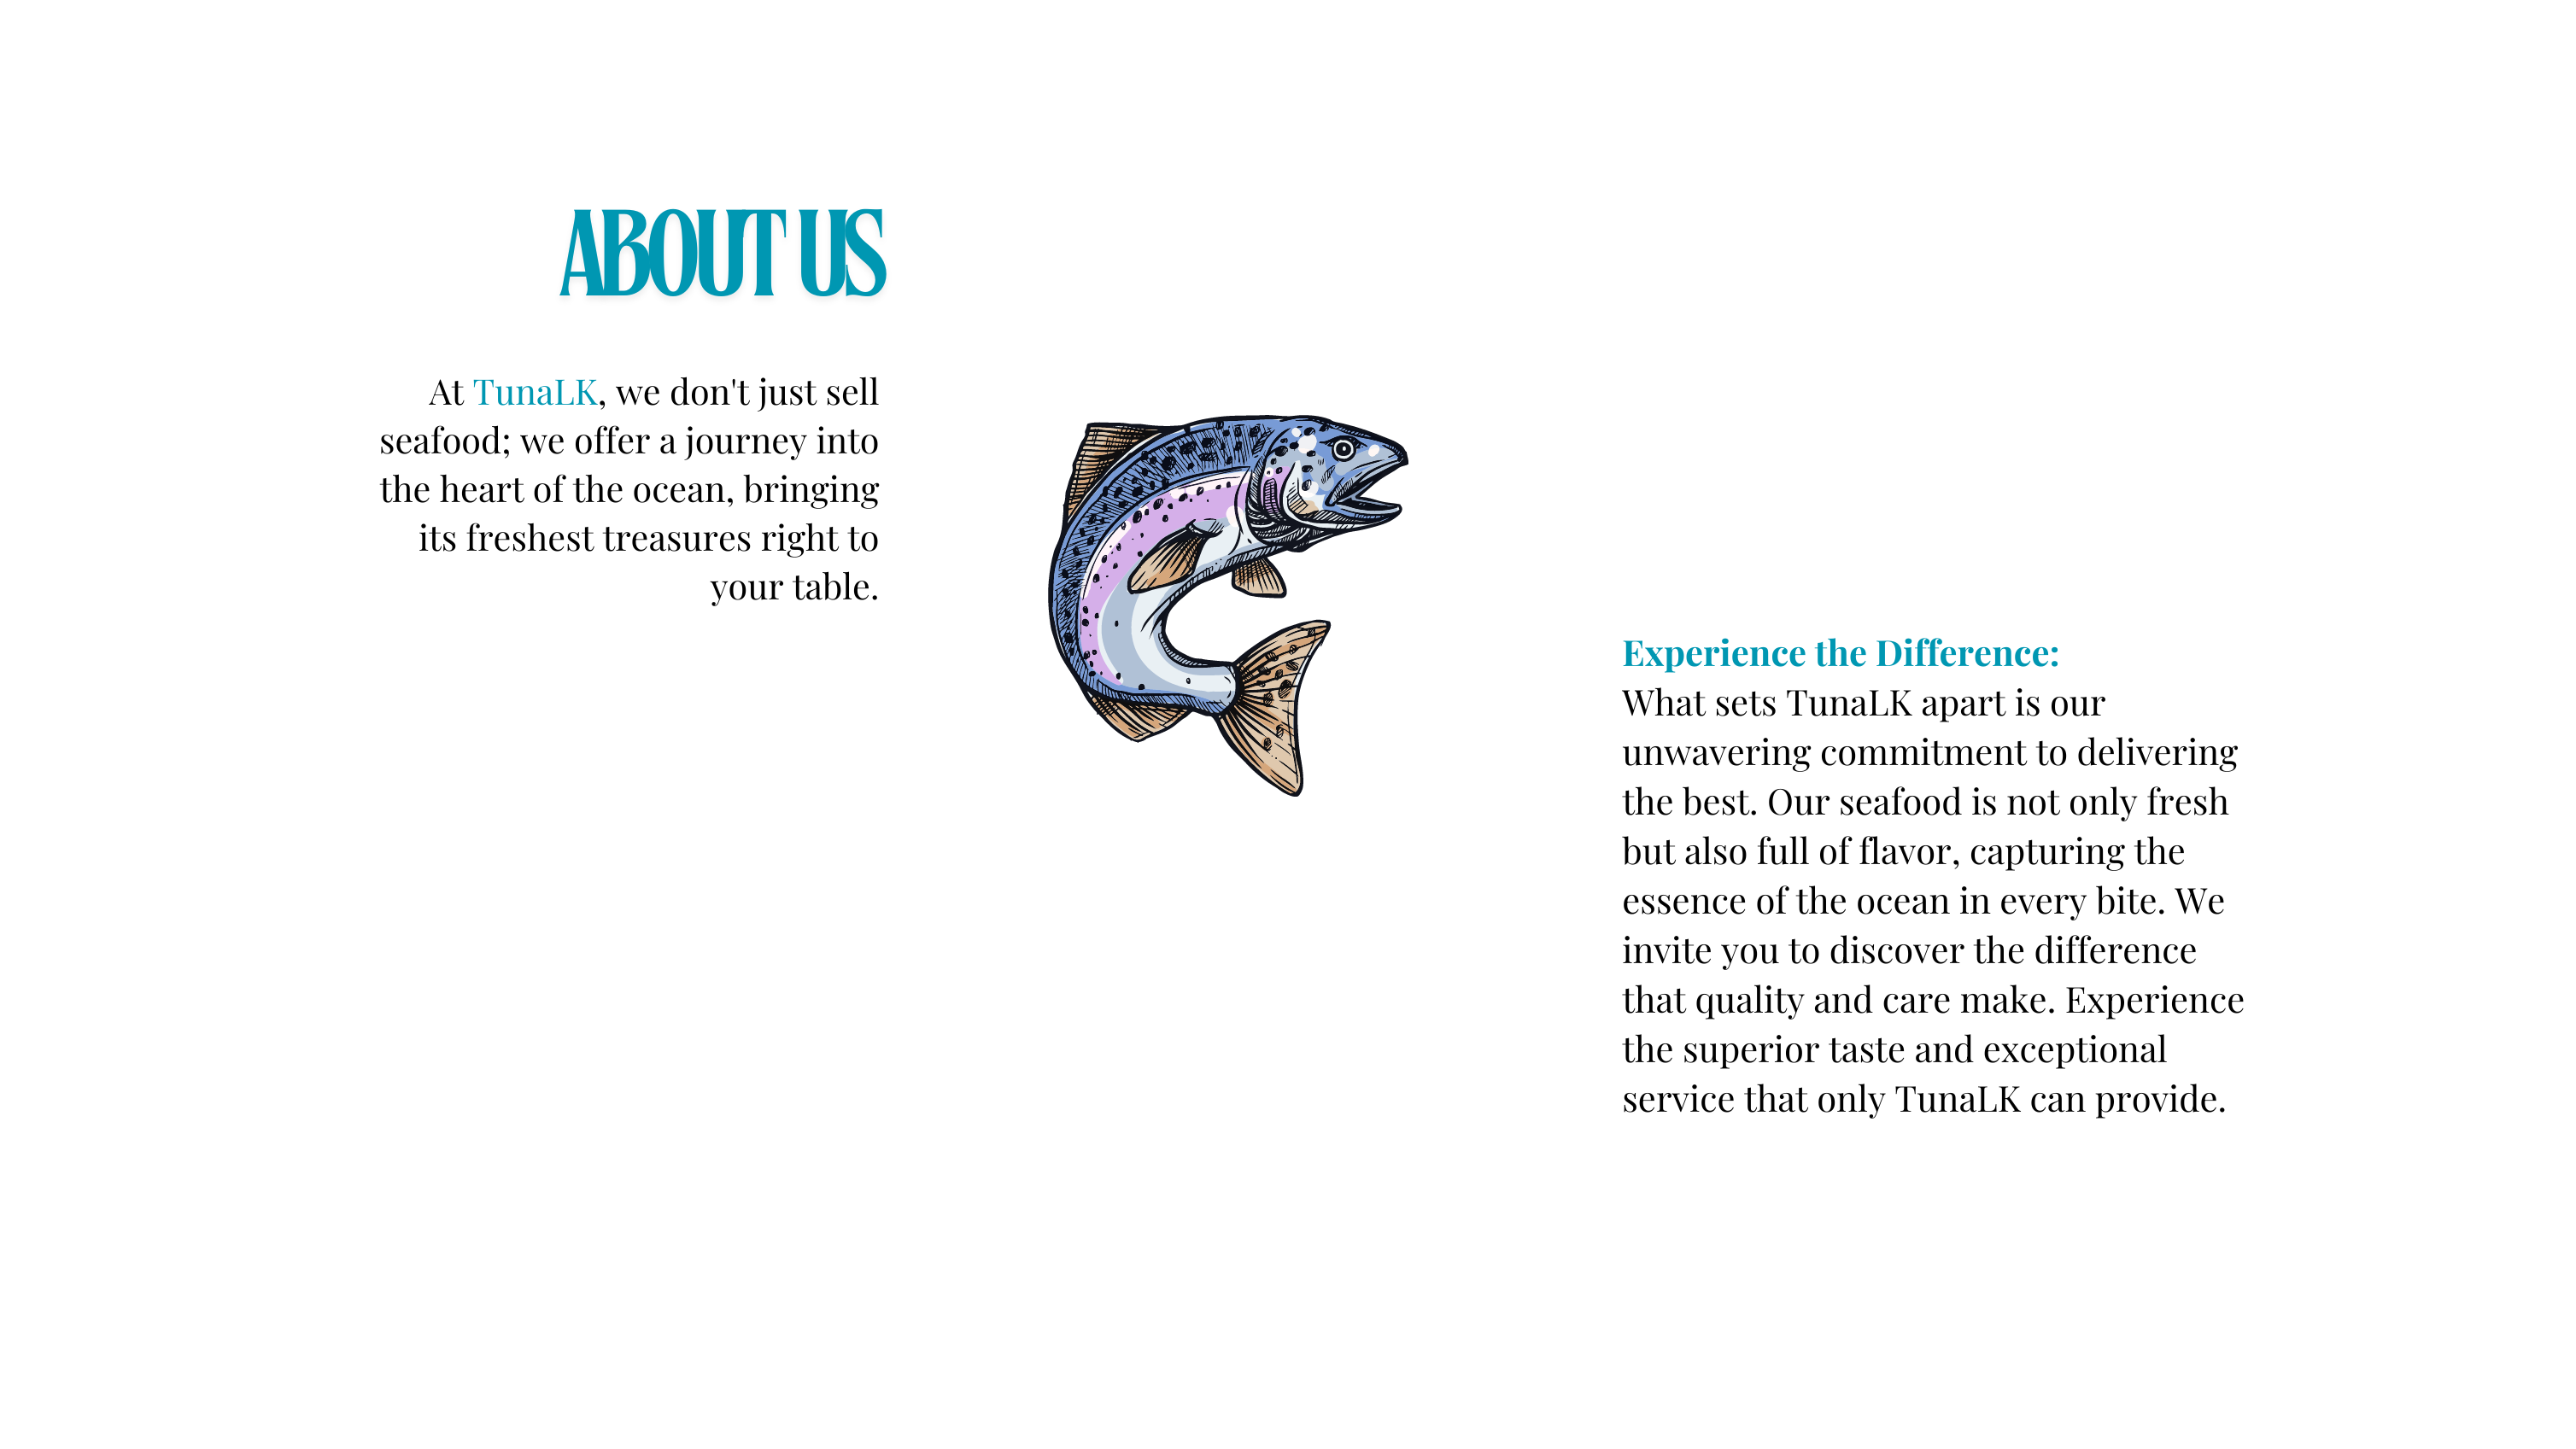 ABOUT US
At TunaLK, we don't just sell
seafood; we offer a journey into
the heart of the ocean, bringing
its freshest treasures right to
your table.
Experience the Difference:
What sets TunaLK apart is our
unwavering commitment to delivering
the best. Our seafood is not only fresh
but also full of flavor, capturing the
essence of the ocean in every bite. We
invite you to discover the difference
that quality and care make. Experience
the superior taste and exceptional
service that only TunaLK can provide.